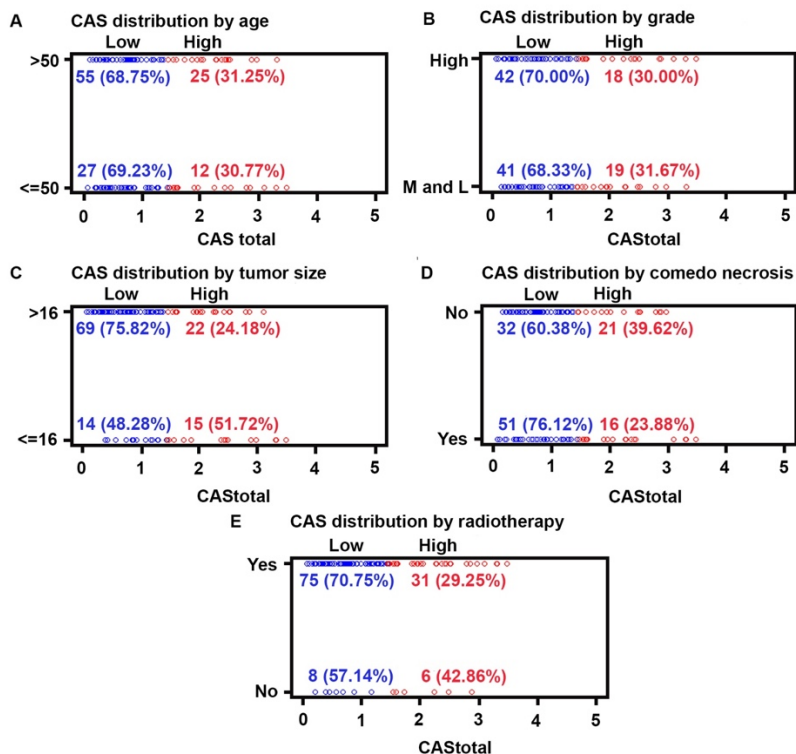 A CAS distribution by age
Low High
>50
55 (68.75%) 25 (31.25%)
27 (69.23%) 12 (30.77%)
<=50
0 1 2 3 4 5
CAS total
B CAS distribution by grade
Low High
High
42 (70.00%) 18 (30.00%)
41 (68.33%) 19 (31.67%)
M and L
0 1 2 3 4 5
CAStotal
C CAS distribution by tumor size
Low High
>16
69 (75.82%) 22 (24.18%)
14 (48.28%) 15 (51.72%)
<=16
0 1 2 3 4 5
CAStotal
D CAS distribution by comedo necrosis
Low High
No
32 (60.38%) 21 (39.62%)
51 (76.12%) 16 (23.88%)
Yes
0 1 2 3 4 5
CAStotal
E CAS distribution by radiotherapy
Low High
Yes
75 (70.75%) 31 (29.25%)
8 (57.14%) 6 (42.86%)
No
0 1 2 3 4 5
CAStotal